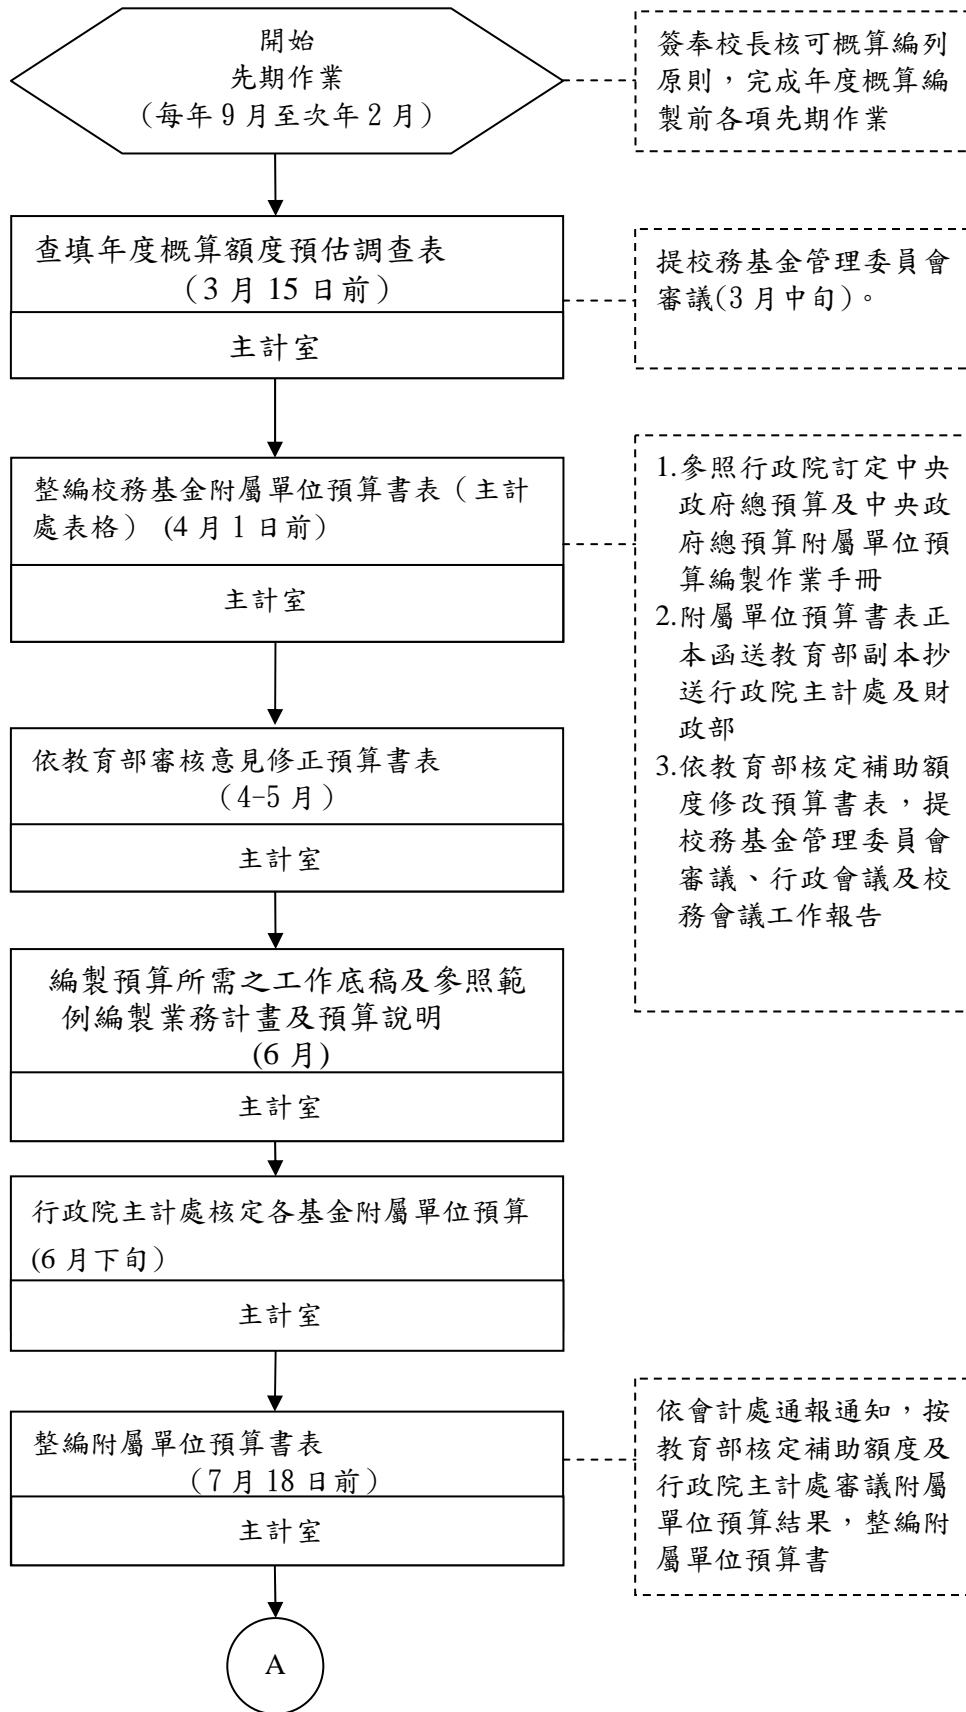 開始
先期作業
(每年 9 月至次年 2 月)
簽奉校長核可概算編列
原則，完成年度概算編
製前各項先期作業
查填年度概算額度預估調查表
（3 月 15 日前）
主計室
提校務基金管理委員會
審議(3 月中旬)。
整編校務基金附屬單位預算書表（主計
處表格） (4 月 1 日前)
主計室
1.參照行政院訂定中央
政府總預算及中央政
府總預算附屬單位預
算編製作業手冊
2.附屬單位預算書表正
本函送教育部副本抄
送行政院主計處及財
政部
3.依教育部核定補助額
度修改預算書表，提
校務基金管理委員會
審議、行政會議及校
務會議工作報告
依教育部審核意見修正預算書表
（4-5 月）
主計室
編製預算所需之工作底稿及參照範
例編製業務計畫及預算說明
(6 月)
主計室
行政院主計處核定各基金附屬單位預算
(6 月下旬)
主計室
整編附屬單位預算書表
（7 月 18 日前）
主計室
依會計處通報通知，按
教育部核定補助額度及
行政院主計處審議附屬
單位預算結果，整編附
屬單位預算書
A